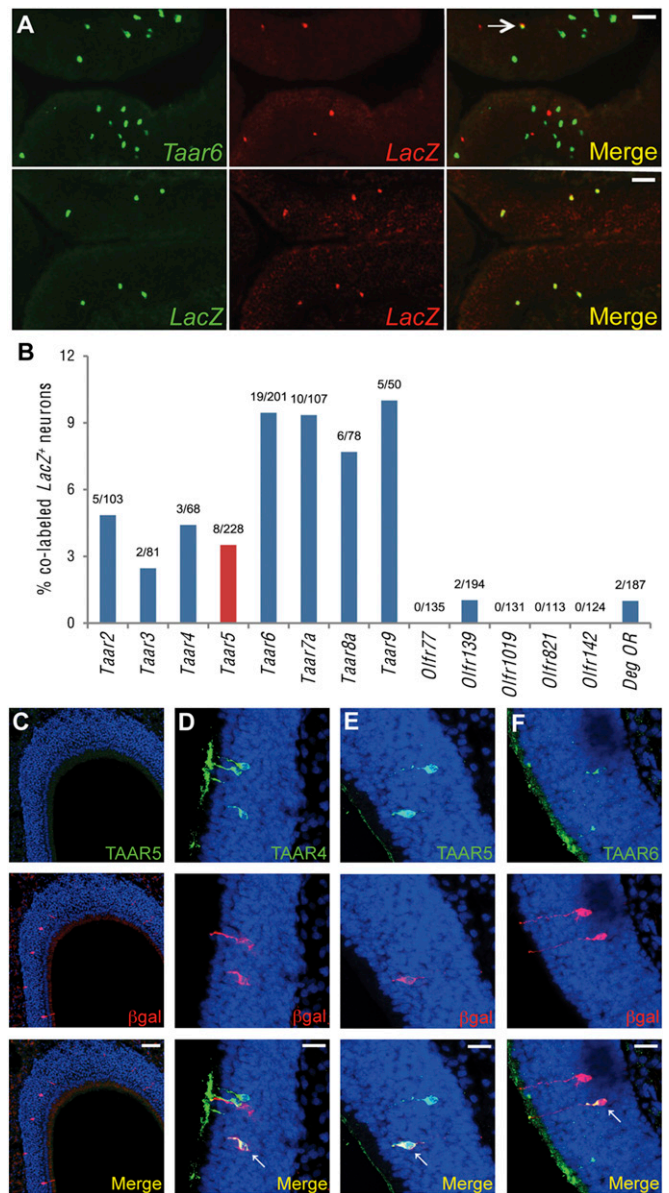 A
Taar6
LacZ
Merge
LacZ
LacZ
Merge
B
% co-labeled LacZ+ neurons
12
9
6
3
0
5/103
2/81
3/68
8/228
19/201
10/107
6/78
5/50
0/135
2/194
0/131
0/113
0/124
2/187
Taar2
Taar3
Taar4
Taar5
Taar6
Taar7a
Taar8a
Taar9
Olfr77
Olfr139
Olfr1019
Olfr821
Olfr142
Deg OR
C
D
E
F
TAAR5
TAAR4
TAAR5
TAAR6
βgal
βgal
βgal
βgal
Merge
Merge
Merge
Merge